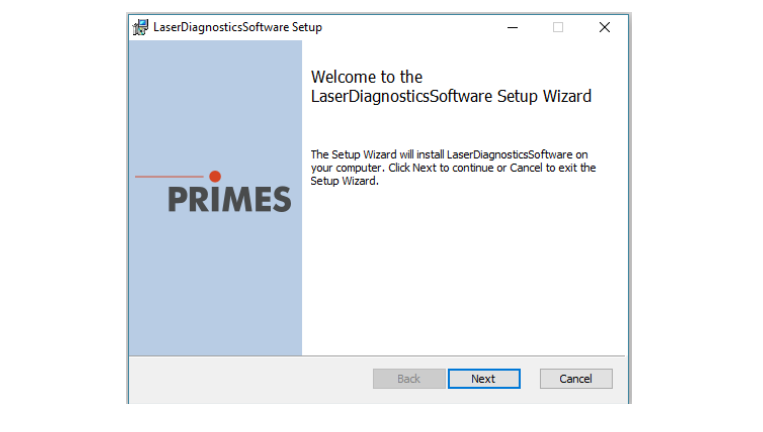 LaserDiagnosticsSoftware Setup
Welcome to the
LaserDiagnosticsSoftware Setup Wizard
The Setup Wizard will install LaserDiagnosticsSoftware on
your computer. Click Next to continue or Cancel to exit the
Setup Wizard.
PRIMES
Back Next Cancel